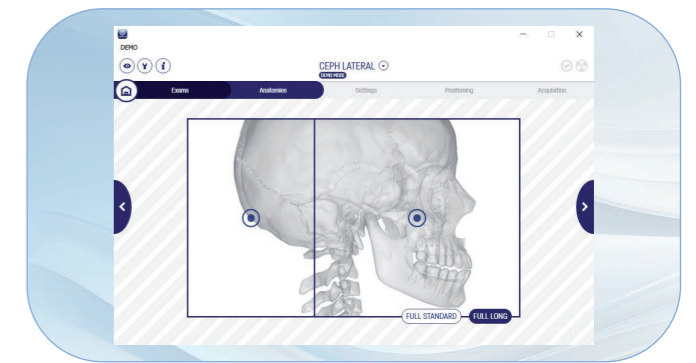 DEMO
CEPH LATERAL
DEMO MODE
Exams Anatomies Settings Positioning Acquisition
FULL STANDARD FULL LONG